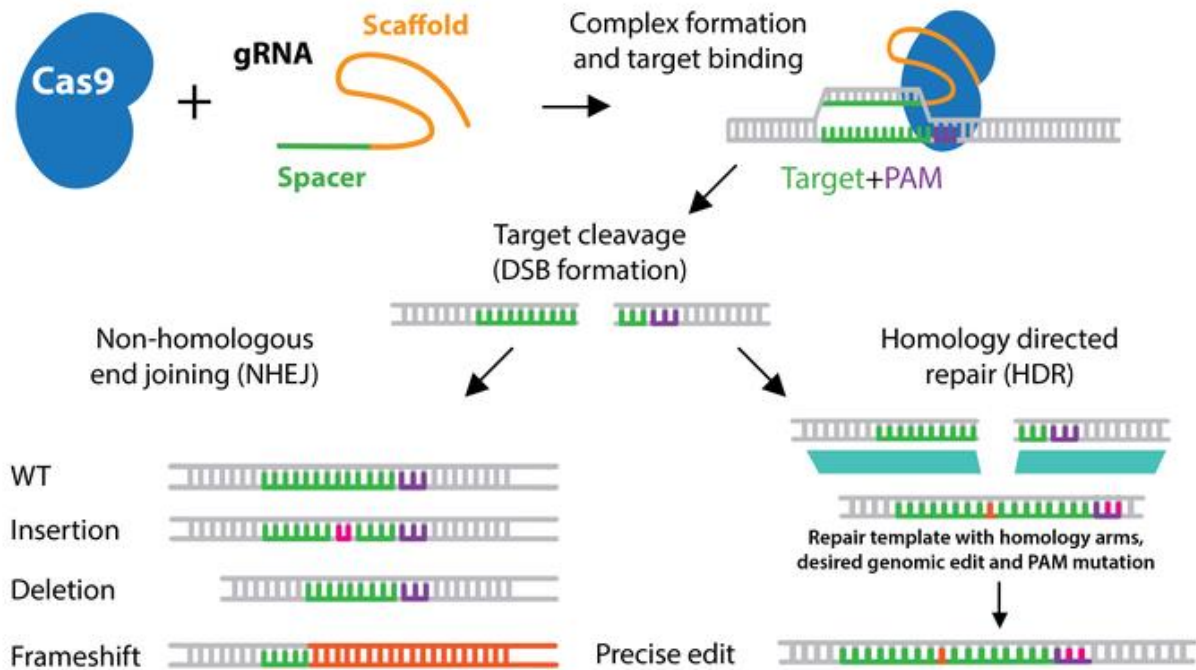 Cas9
+
gRNA
Scaffold
Spacer
Complex formation
and target binding
Target+PAM
Target cleavage
(DSB formation)
Non-homologous
end joining (NHEJ)
WT
Insertion
Deletion
Frameshift
Homology directed
repair (HDR)
Repair template with homology arms,
desired genomic edit and PAM mutation
Precise edit